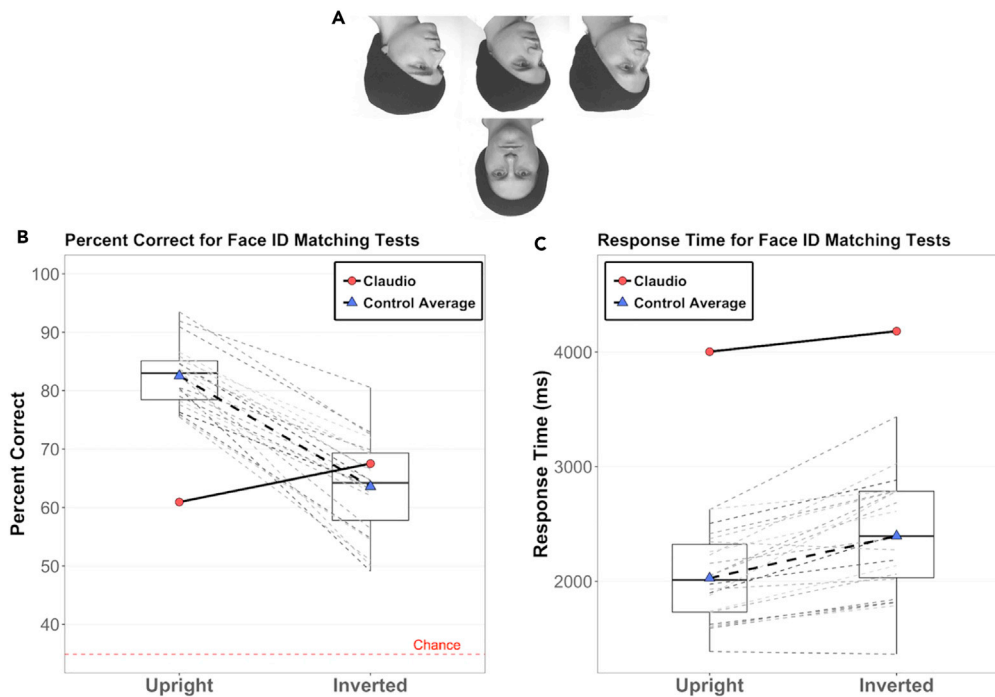 A
B
Percent Correct for Face ID Matching Tests
Claudio
Control Average
100
90
80
70
60
50
40
Percent Correct
Chance
Upright
Inverted
C
Response Time for Face ID Matching Tests
Claudio
Control Average
4000
3000
2000
Response Time (ms)
Upright
Inverted